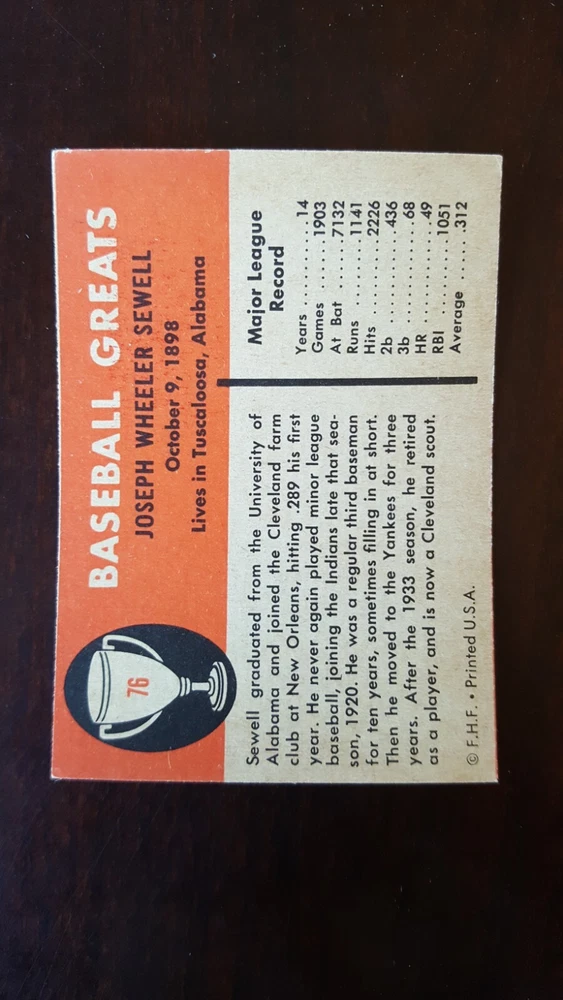 76
BASEBALL GREATS
JOSEPH WHEELER SEWELL
October 9, 1898
Lives in Tuscaloosa, Alabama
Sewell graduated from the University of
Alabama and joined the Cleveland farm
club at New Orleans, hitting .289 his first
year. He never again played minor league
baseball, joining the Indians late that sea-
son, 1920. He was a regular third baseman
for ten years, sometimes filling in at short.
Then he moved to the Yankees for three
years. After the 1933 season, he retired
as a player, and is now a Cleveland scout.
© F.H.F. • Printed U.S.A.
Major League
Record
Years ..........14
Games .......1903
At Bat .......7132
Runs .........1141
Hits ..........2226
2b ............436
3b .............68
HR .............49
RBI ..........1051
Average ......312